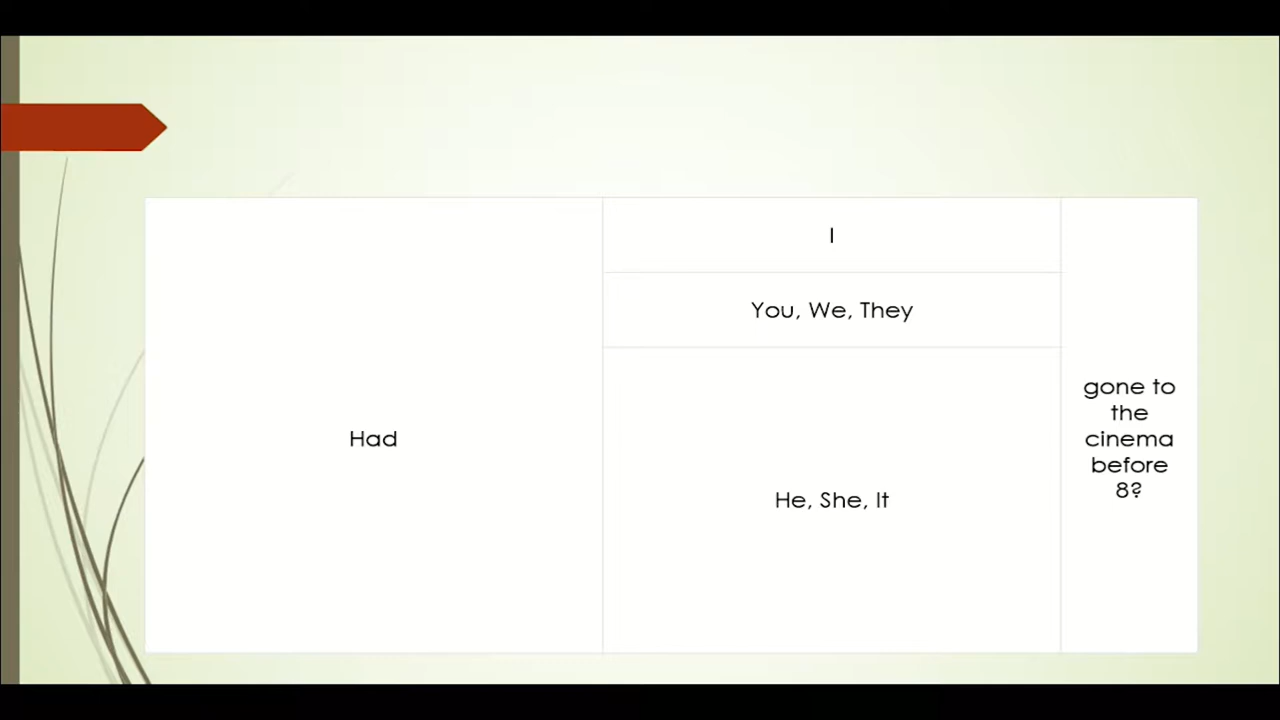 Had
I
You, We, They
He, She, It
gone to
the
cinema
before
8?